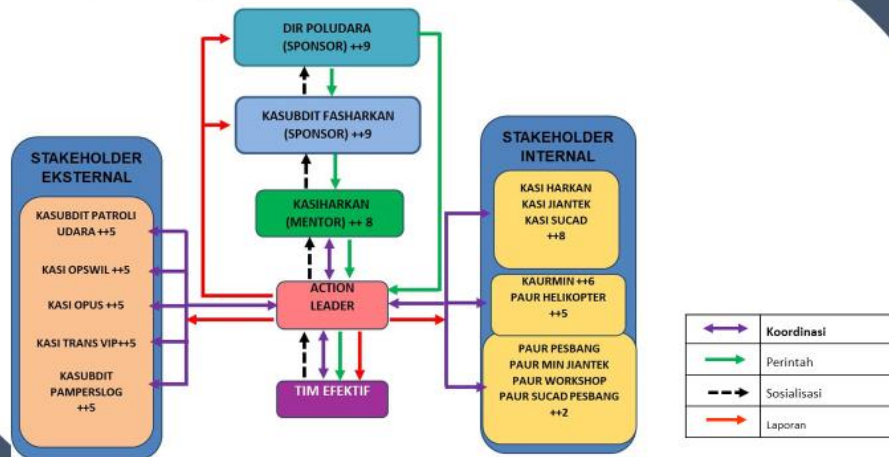 DIR POLUDARA
(SPONSOR) ++9
KASUBDIT FASHARKAN
(SPONSOR) ++9
KASIHARKAN
(MENTOR) ++ 8
ACTION
LEADER
TIM EFEKTIF
STAKEHOLDER
EKSTERNAL
KASUBDIT PATROLI
UDARA ++5
KASI OPSWIL ++5
KASI OPUS ++5
KASI TRANS VIP++5
KASUBDIT
PAMPERSLOG
++5
STAKEHOLDER
INTERNAL
KASI HARKAN
KASI JIANTEK
KASI SUCAD
++8
KAURMIN ++6
PAUR HELIKOPTER
++5
PAUR PESBANG
PAUR MIN JIANTEK
PAUR WORKSHOP
PAUR SUCAD PESBANG
++2
Koordinasi
Perintah
Sosialisasi
Laporan